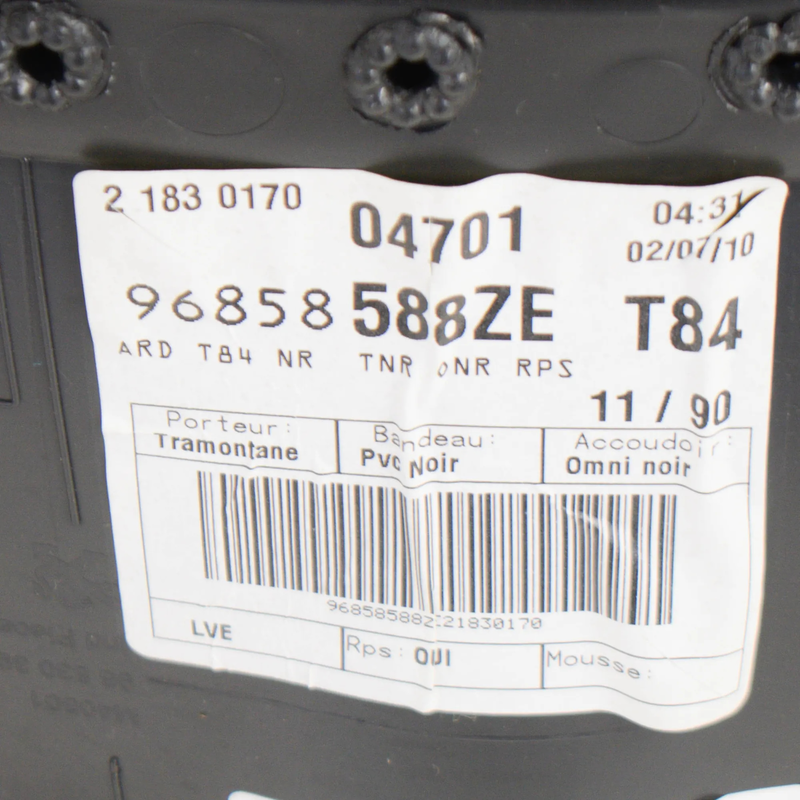 2 183 0170
04701
04:31
02/07/10
96858 588ZE T84
ARD T84 NR TNR ONR RPS
11 / 90
Porteur: Bandeau: Accoudoir:
Tramontane Pvc Noir Omni noir
LVE Rps: OUI Mousse: